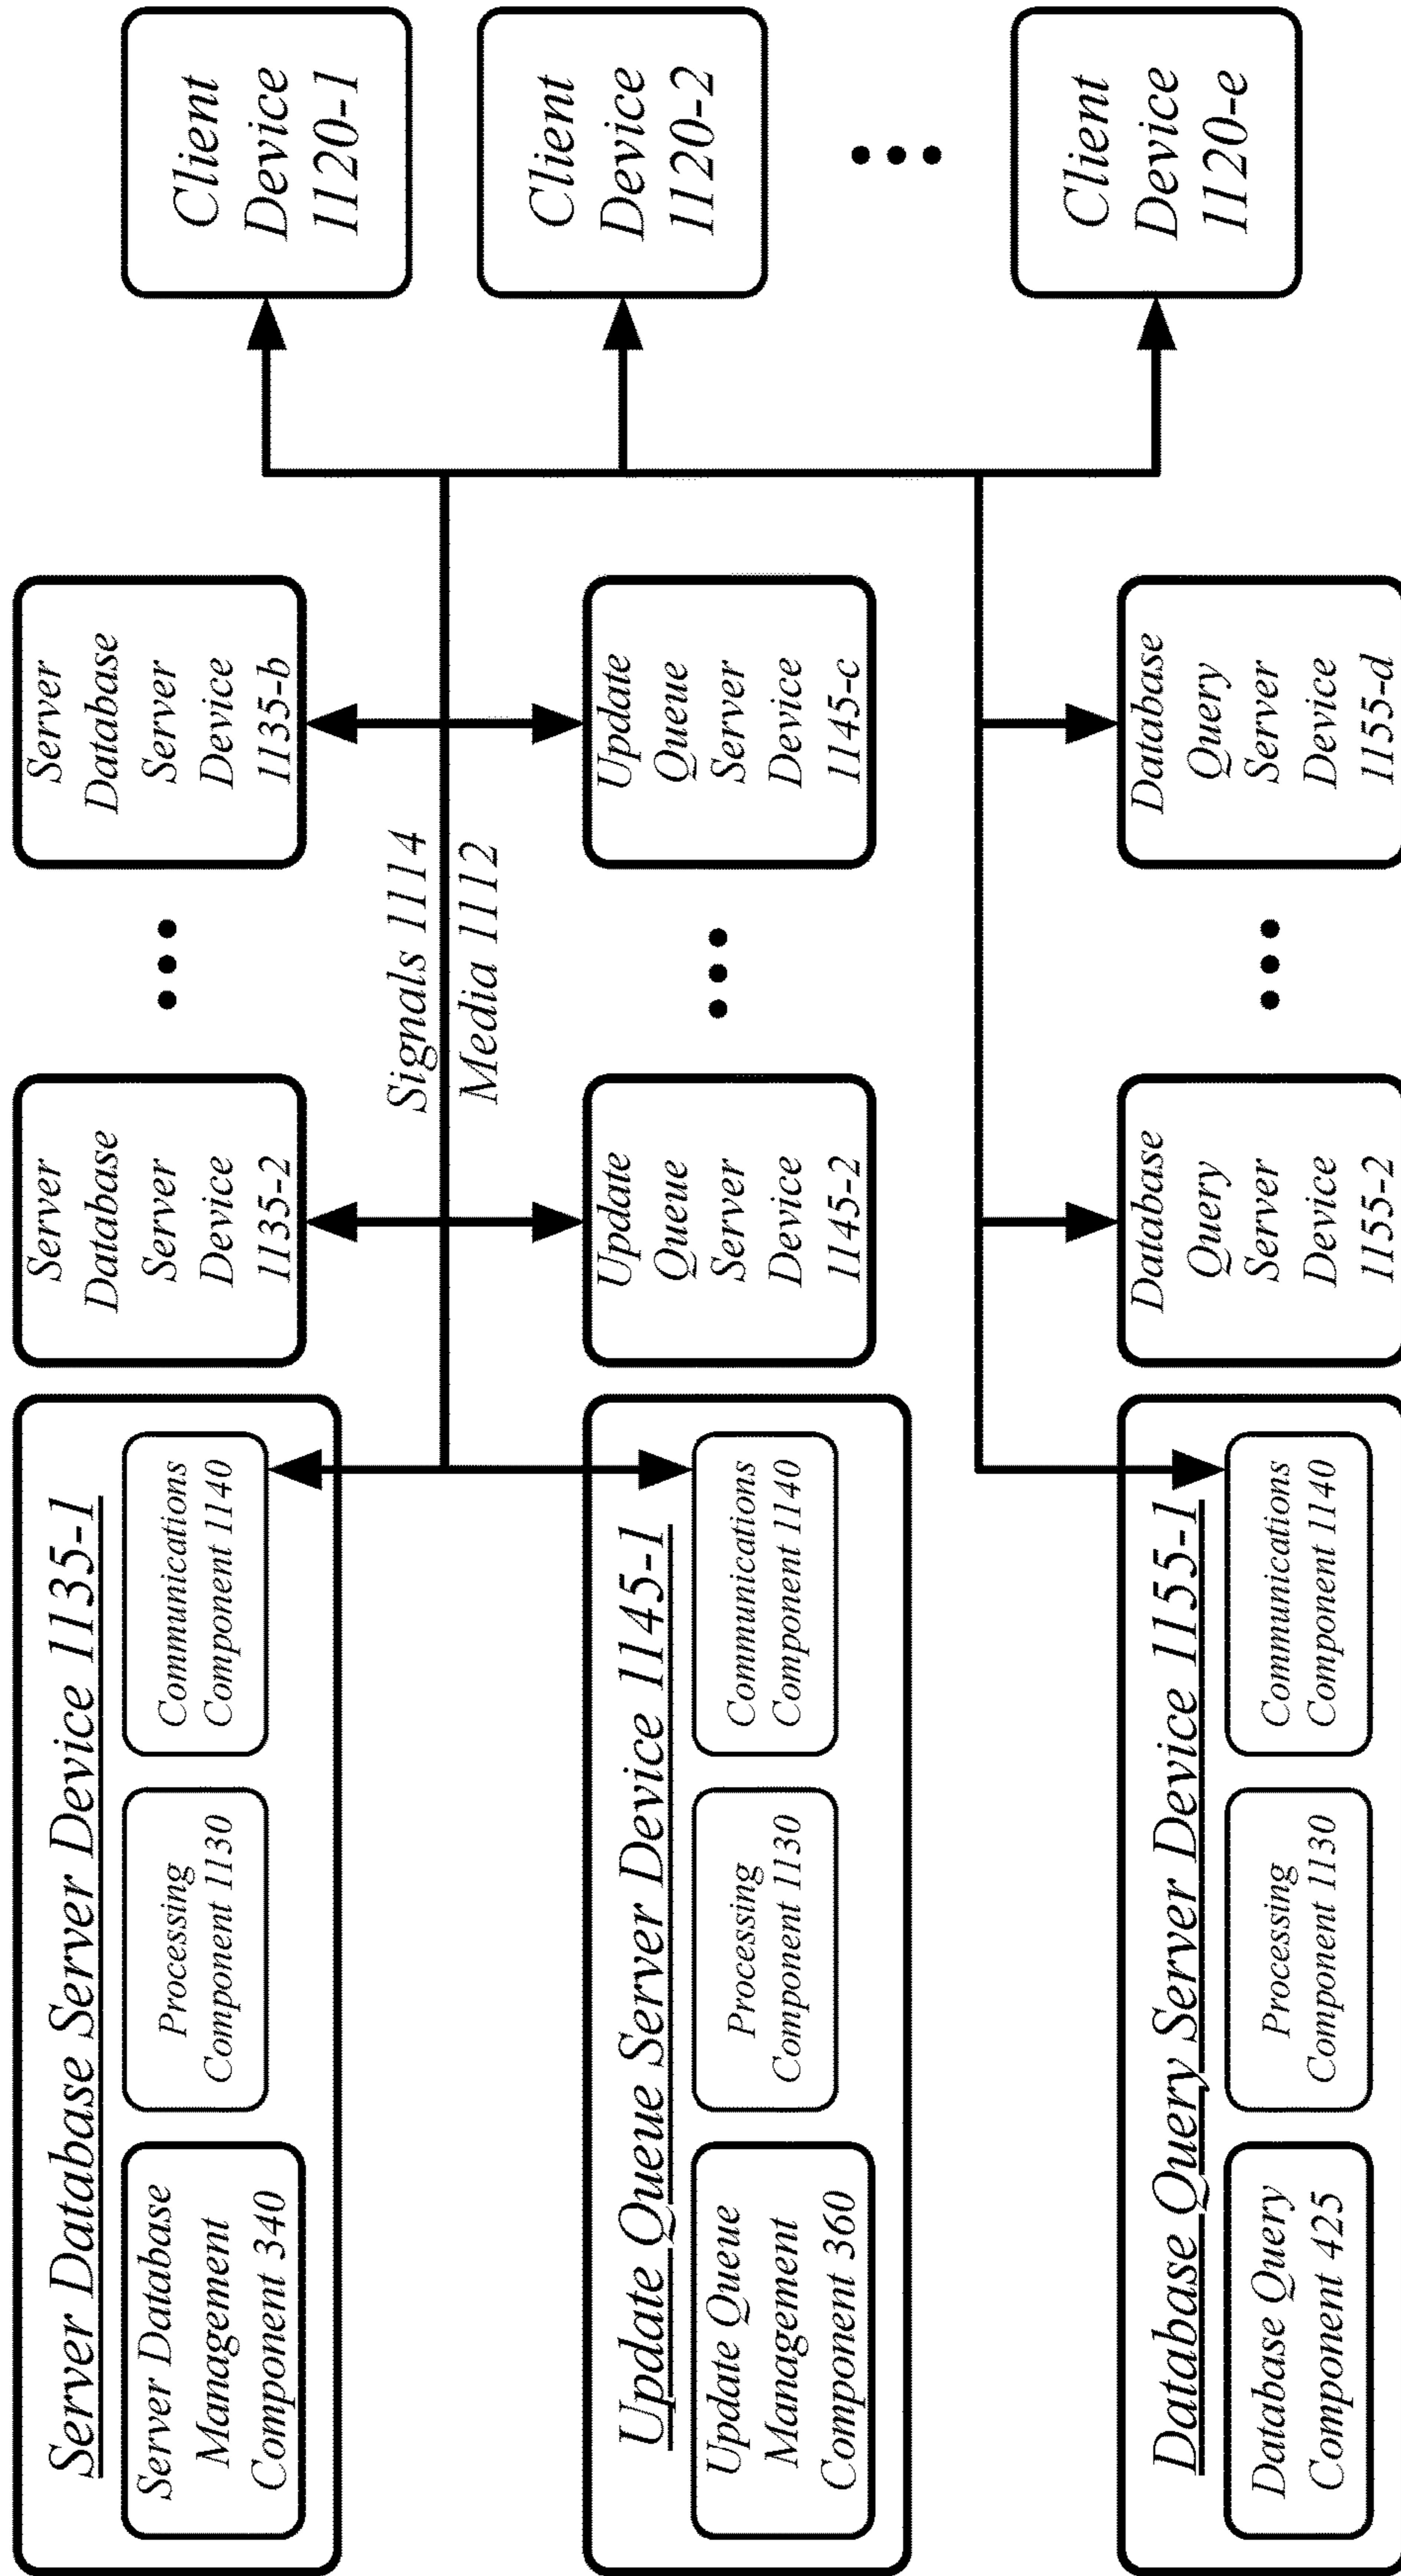 Server Database Server Device 1135-1
Server Database
Management
Component 340
Processing
Component 1130
Communications
Component 1140
Server
Database
Server
Device
1135-2
Server
Database
Server
Device
1135-b
Signals 1114
Media 1112
Update Queue Server Device 1145-1
Update Queue
Management
Component 360
Processing
Component 1130
Communications
Component 1140
Update
Queue
Server
Device
1145-2
Update
Queue
Server
Device
1145-c
Database Query Server Device 1155-1
Database Query
Component 425
Processing
Component 1130
Communications
Component 1140
Database
Query
Server
Device
1155-2
Database
Query
Server
Device
1155-d
Client
Device
1120-1
Client
Device
1120-2
Client
Device
1120-e